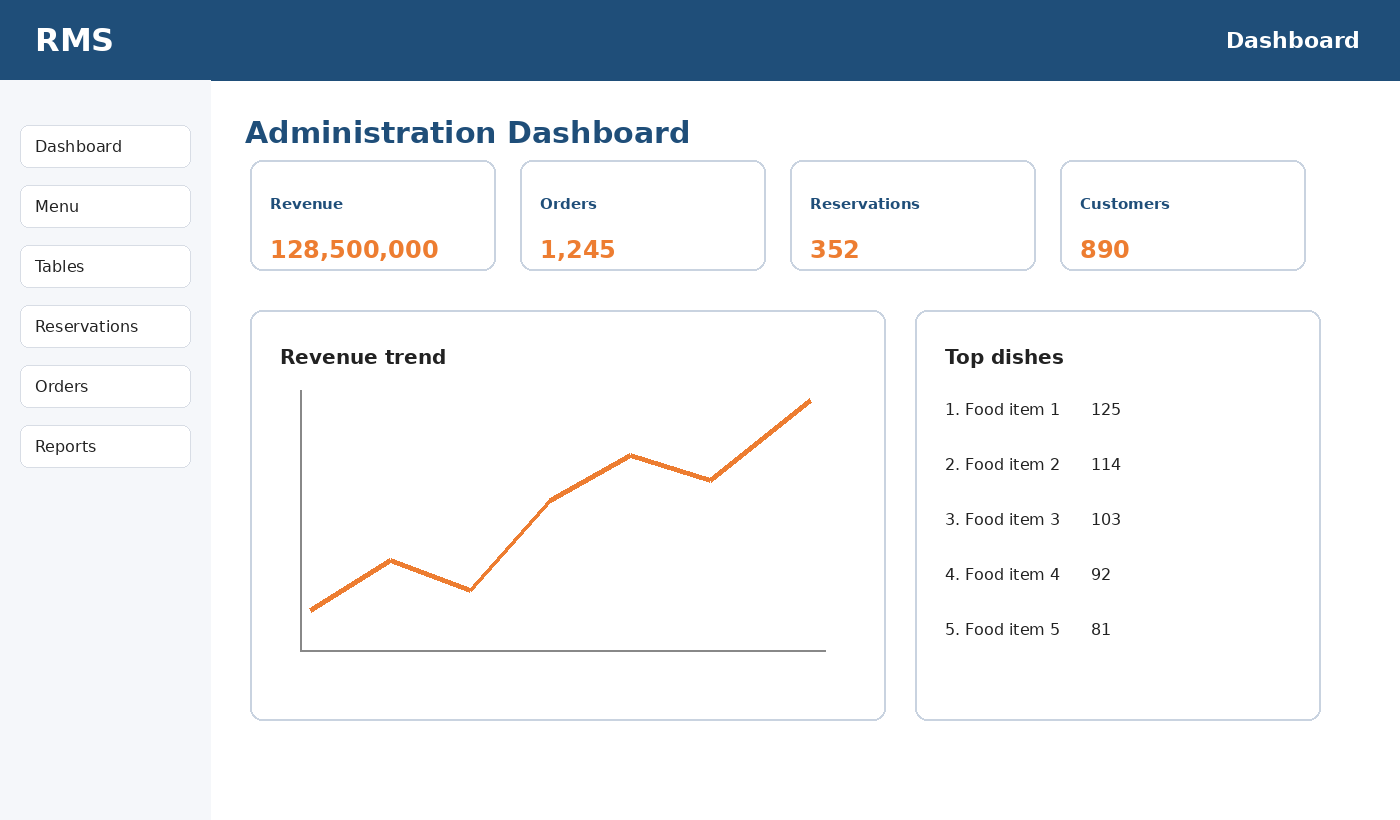 RMS
Dashboard
Dashboard
Menu
Tables
Reservations
Orders
Reports
Administration Dashboard
Revenue
128,500,000
Orders
1,245
Reservations
352
Customers
890
Revenue trend
Top dishes
1. Food item 1 125
2. Food item 2 114
3. Food item 3 103
4. Food item 4 92
5. Food item 5 81